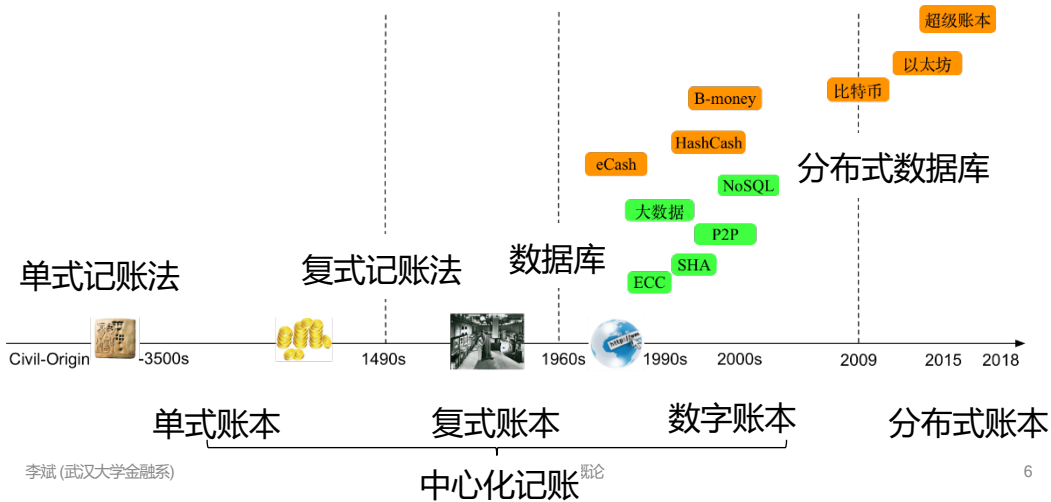 超级账本
以太坊
比特币
B-money
HashCash
eCash
分布式数据库
NoSQL
大数据
P2P
数据库
复式记账法
单式记账法
SHA
ECC
http://www
Civil-Origin -3500s 1490s 1960s 1990s 2000s 2009 2015 2018
单式账本 复式账本 数字账本 分布式账本
李斌 (武汉大学金融系) 概论 6
中心化记账